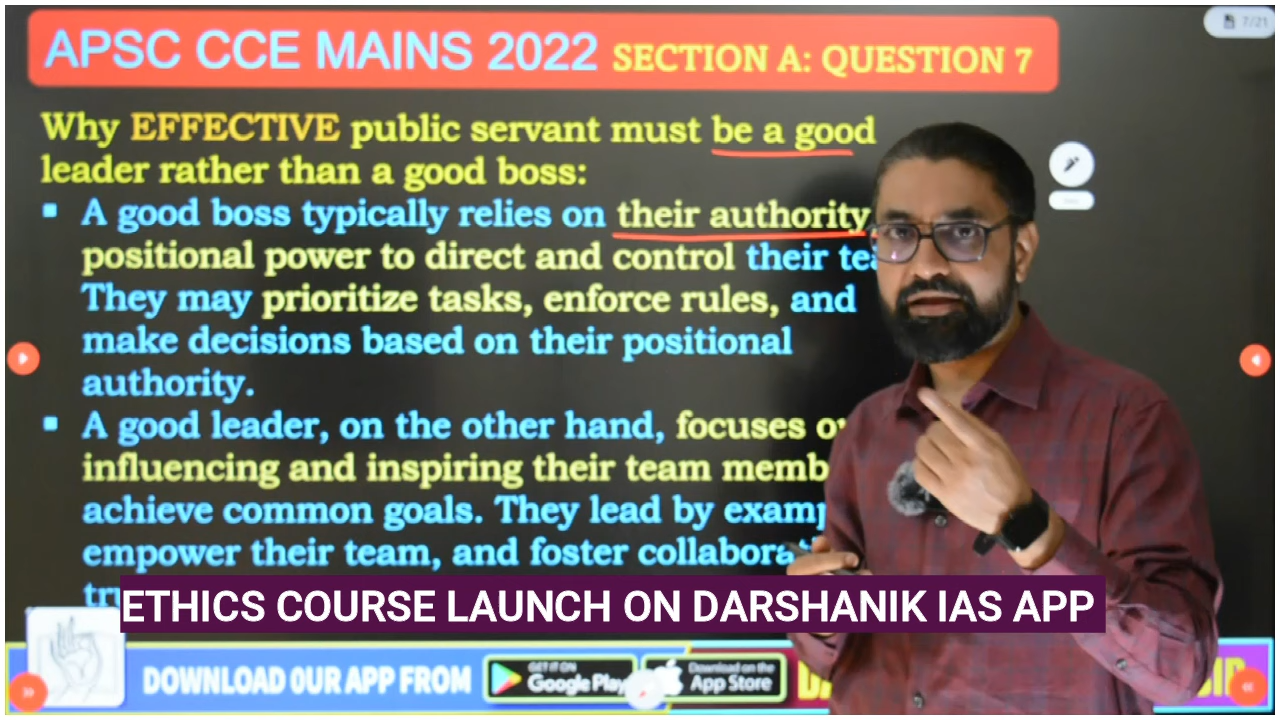 APSC CCE MAINS 2022 SECTION A: QUESTION 7
7/21
Why EFFECTIVE public servant must be a good
leader rather than a good boss:
▪ A good boss typically relies on their authority
positional power to direct and control their
They may prioritize tasks, enforce rules, and
make decisions based on their positional
authority.
▪ A good leader, on the other hand, focuses
influencing and inspiring their team
achieve common goals. They lead by
empower their team, and foster
ETHICS COURSE LAUNCH ON DARSHANIK IAS APP
DOWNLOAD OUR APP FROM
GET IT ON
Google Play
Download on the
App Store